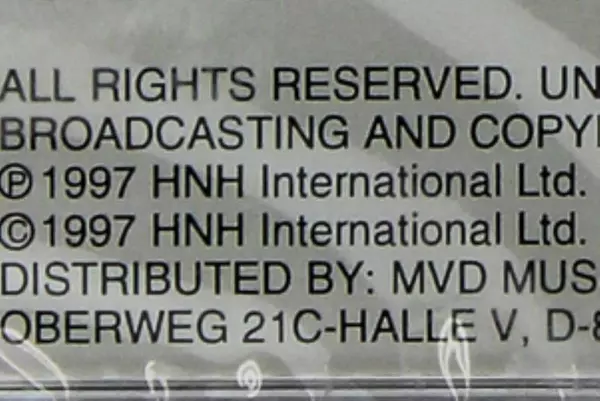 ALL RIGHTS RESERVED. UN
BROADCASTING AND COPY
℗1997 HNH International Ltd.
©1997 HNH International Ltd.
DISTRIBUTED BY: MVD MUS
OBERWEG 21C-HALLE V, D-8